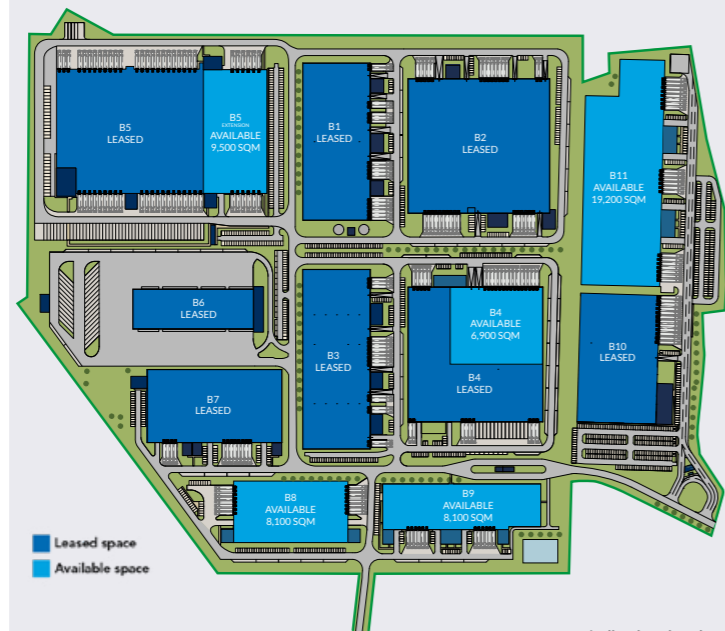 B5
LEASED
B5
EXTENSION
AVAILABLE
9,500 SQM
B1
LEASED
B2
LEASED
B11
AVAILABLE
19,200 SQM
B6
LEASED
B3
LEASED
B4
AVAILABLE
6,900 SQM
B4
LEASED
B10
LEASED
B7
LEASED
B8
AVAILABLE
8,100 SQM
B9
AVAILABLE
8,100 SQM
Leased space
Available space